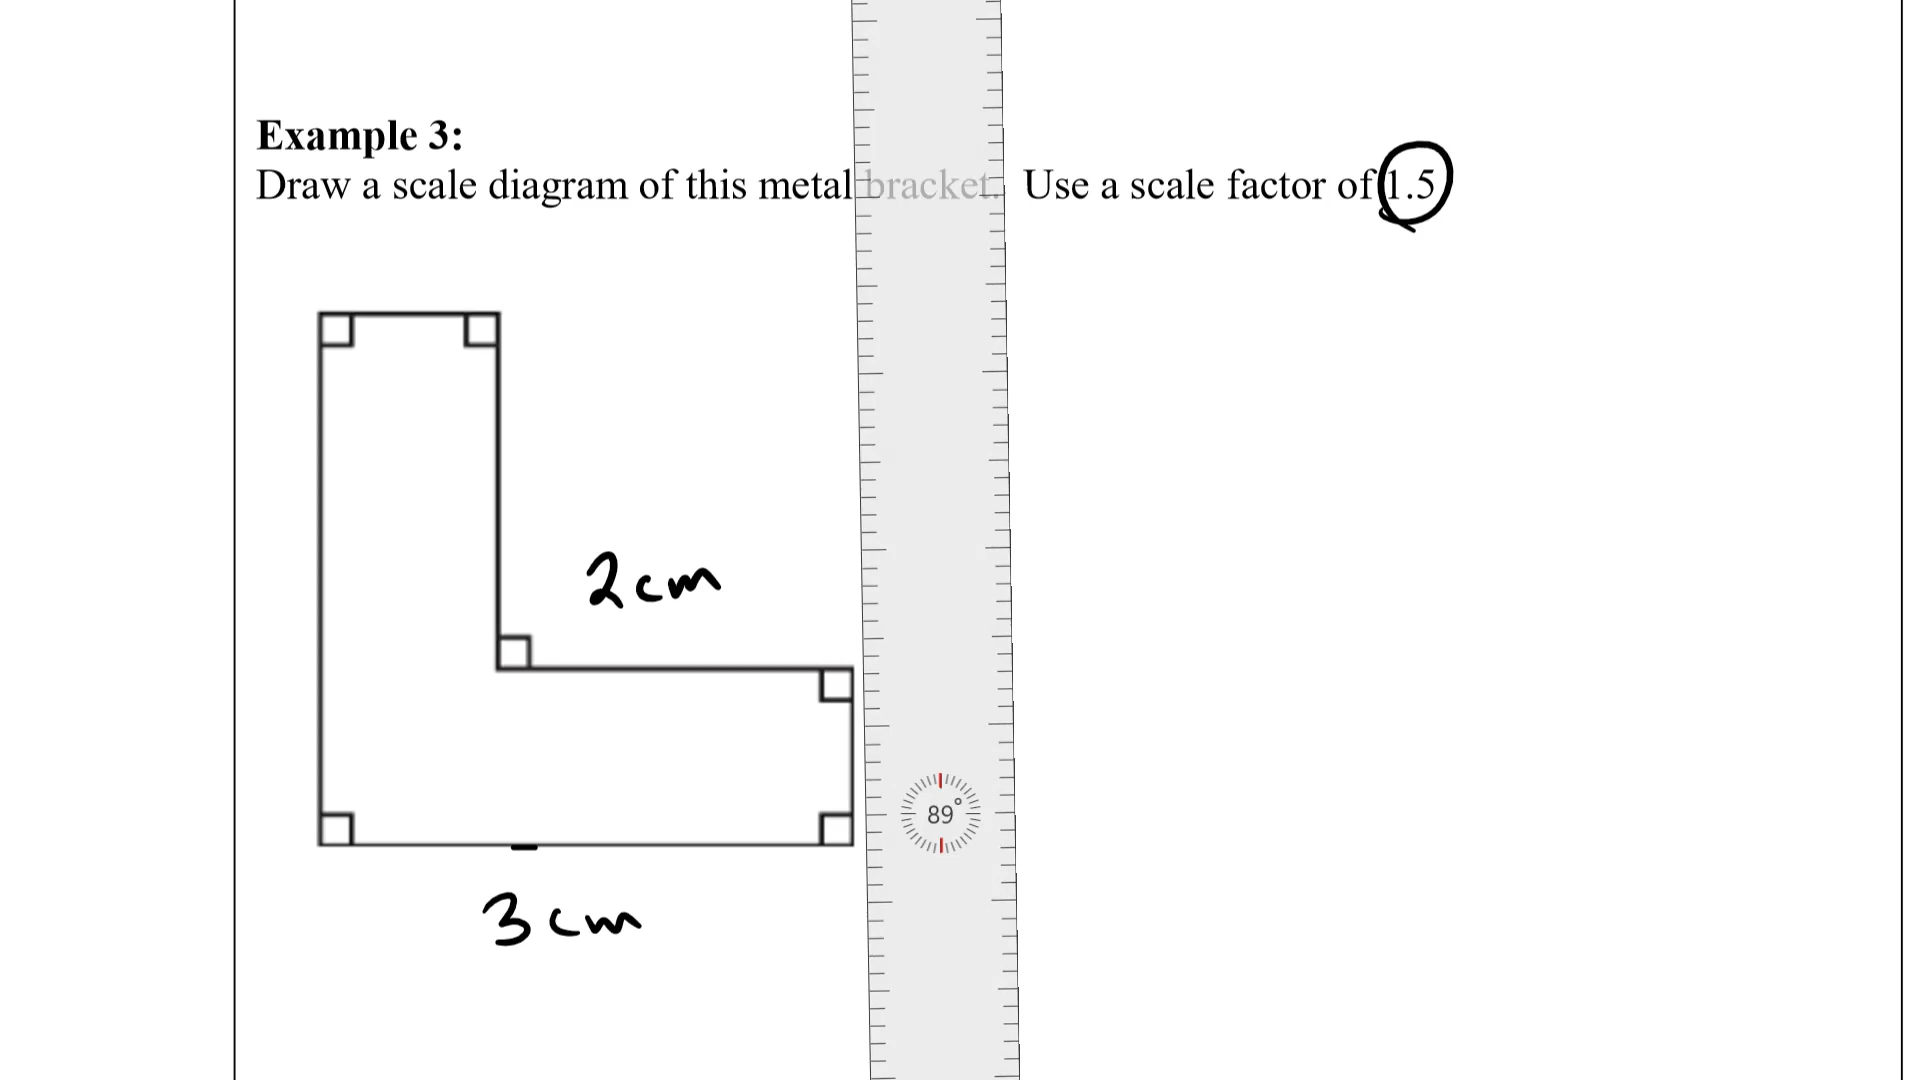 Example 3:
Draw a scale diagram of this metal bracket. Use a scale factor of 1.5
2cm
89°
3cm